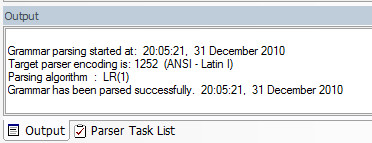 Output
Grammar parsing started at:  20:05:21,  31 December 2010
Target parser encoding is: 1252  (ANSI - Latin I)
Parsing algorithm  :  LR(1)
Grammar has been parsed successfully.  20:05:21,  31 December 2010
Output  Parser Task List